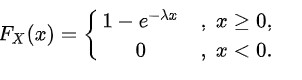 F_X(x) = { 1 − e^{−λx} , x ≥ 0,
0 , x < 0.